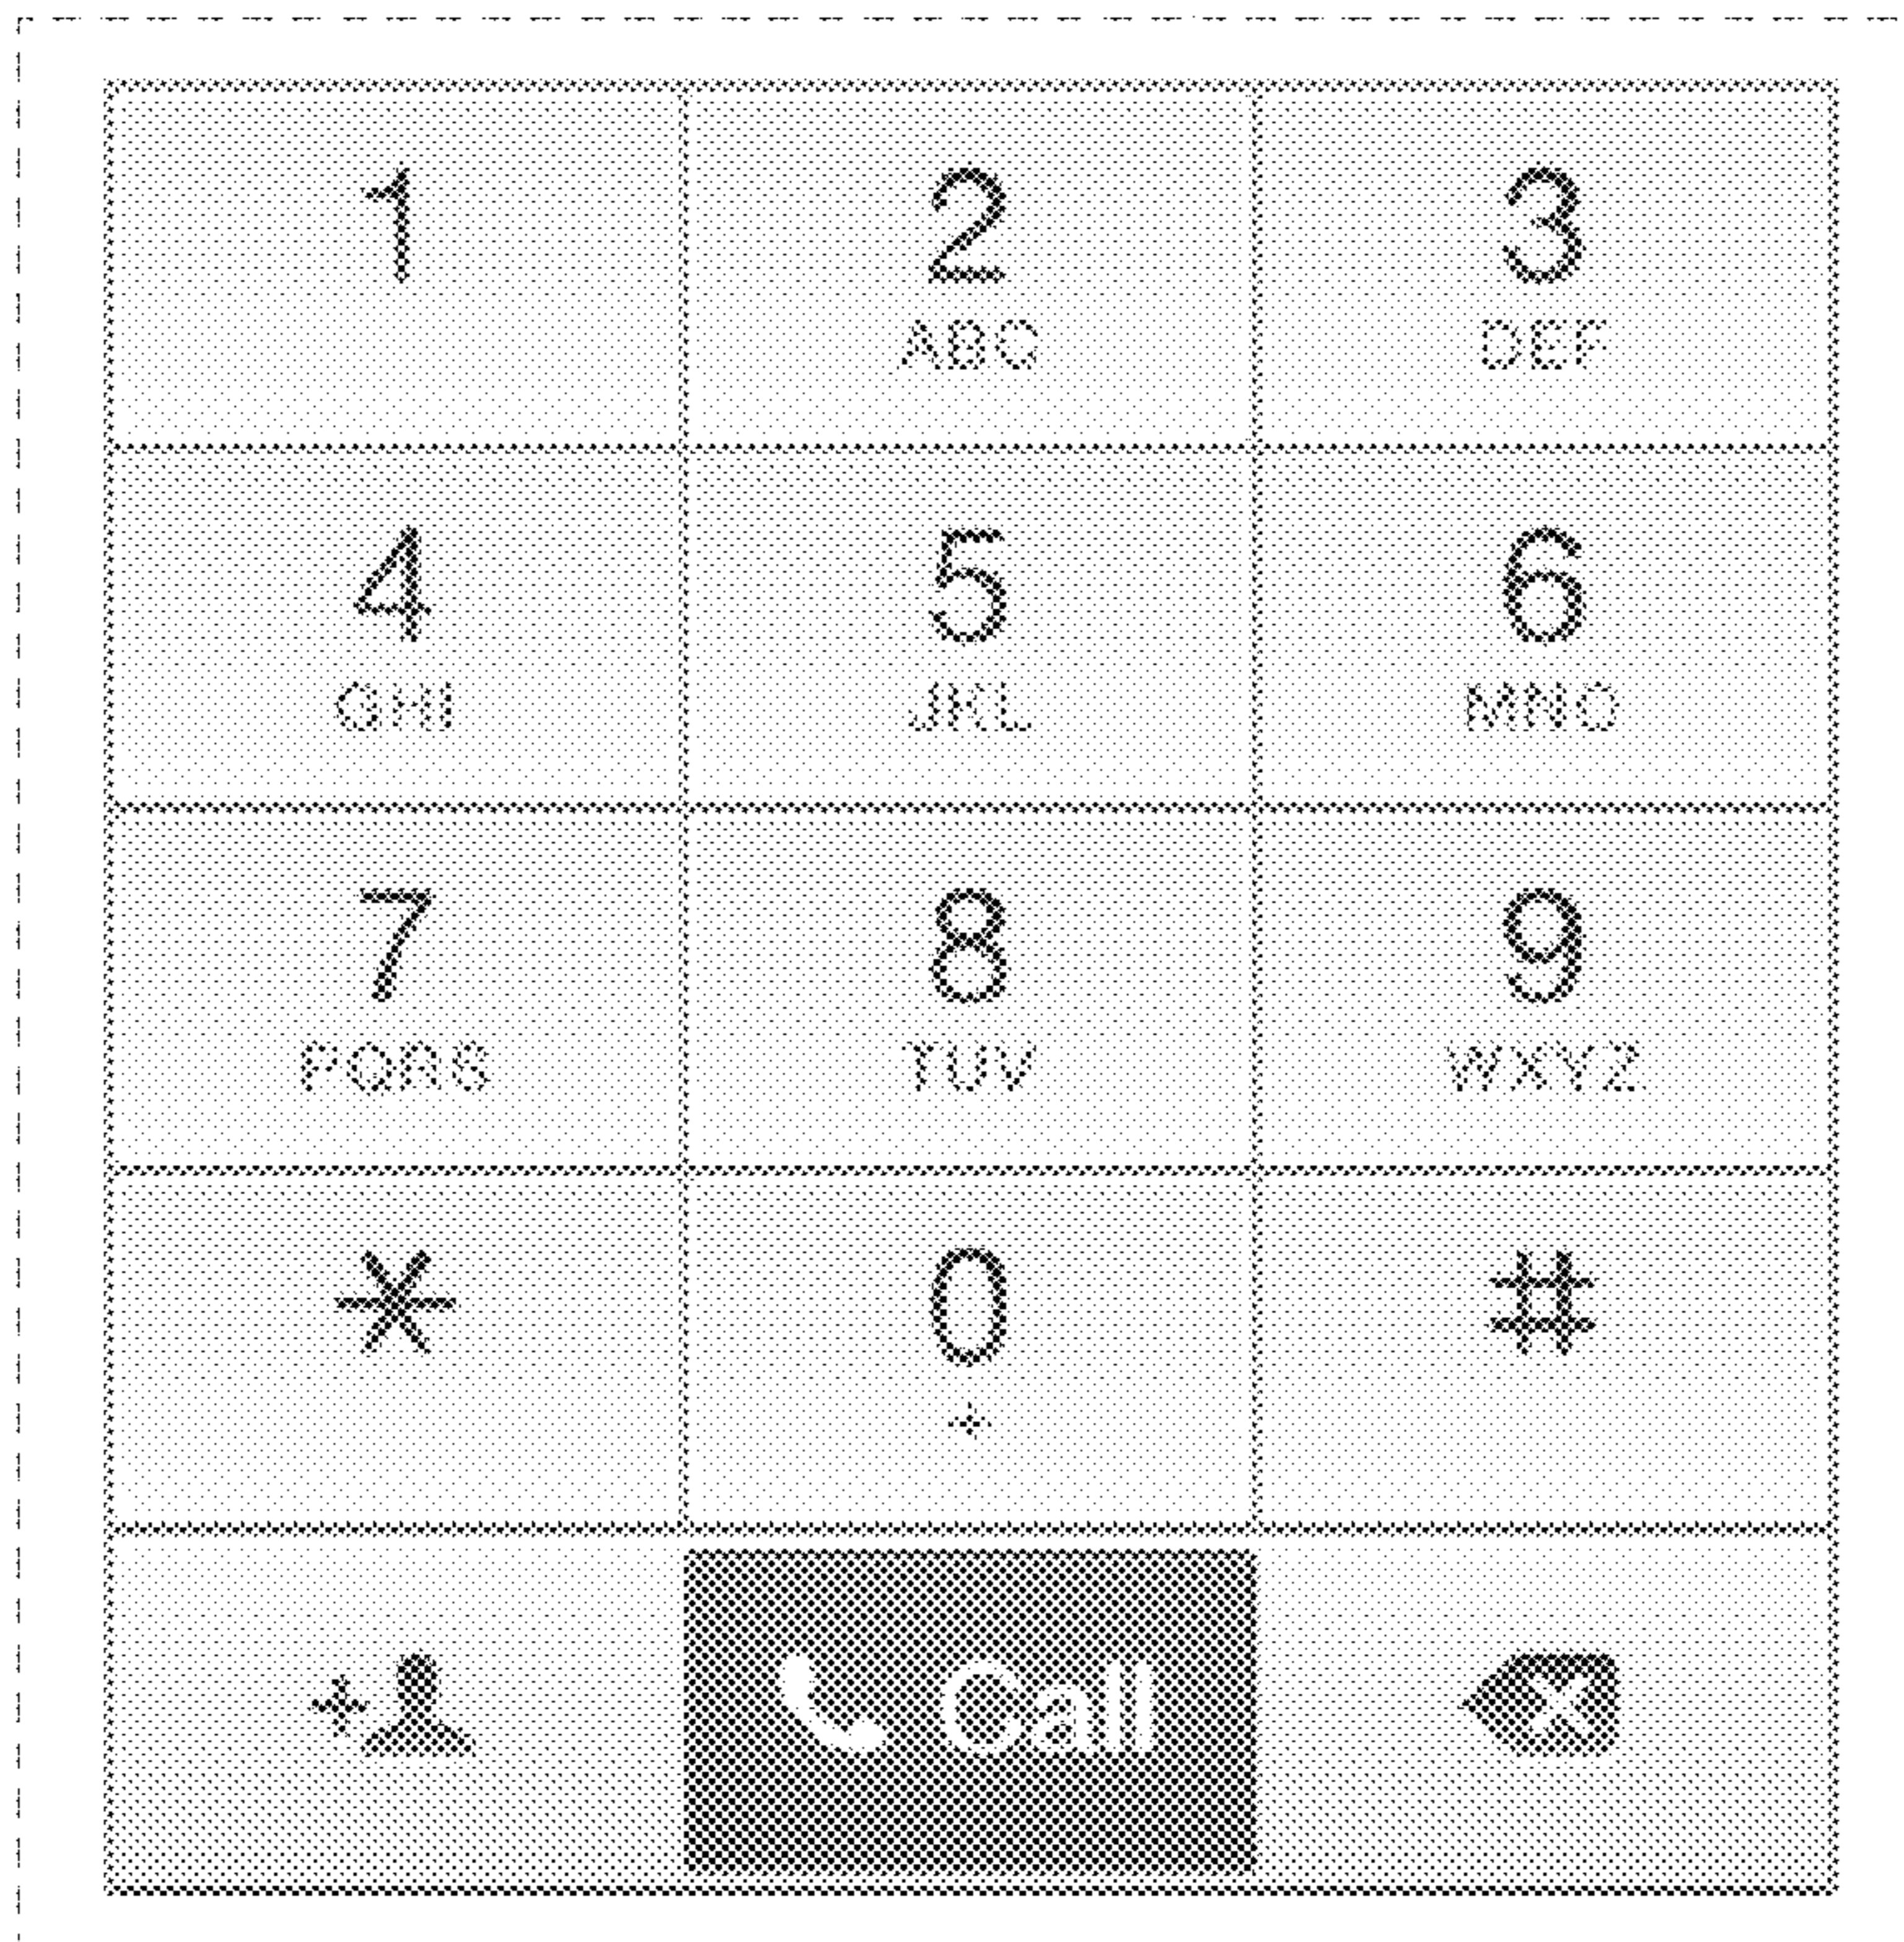 1 2 3
ABC DEF
4 5 6
GHI JKL MNO
7 8 9
PQRS TUV WXYZ
* 0 #
+
+ Call